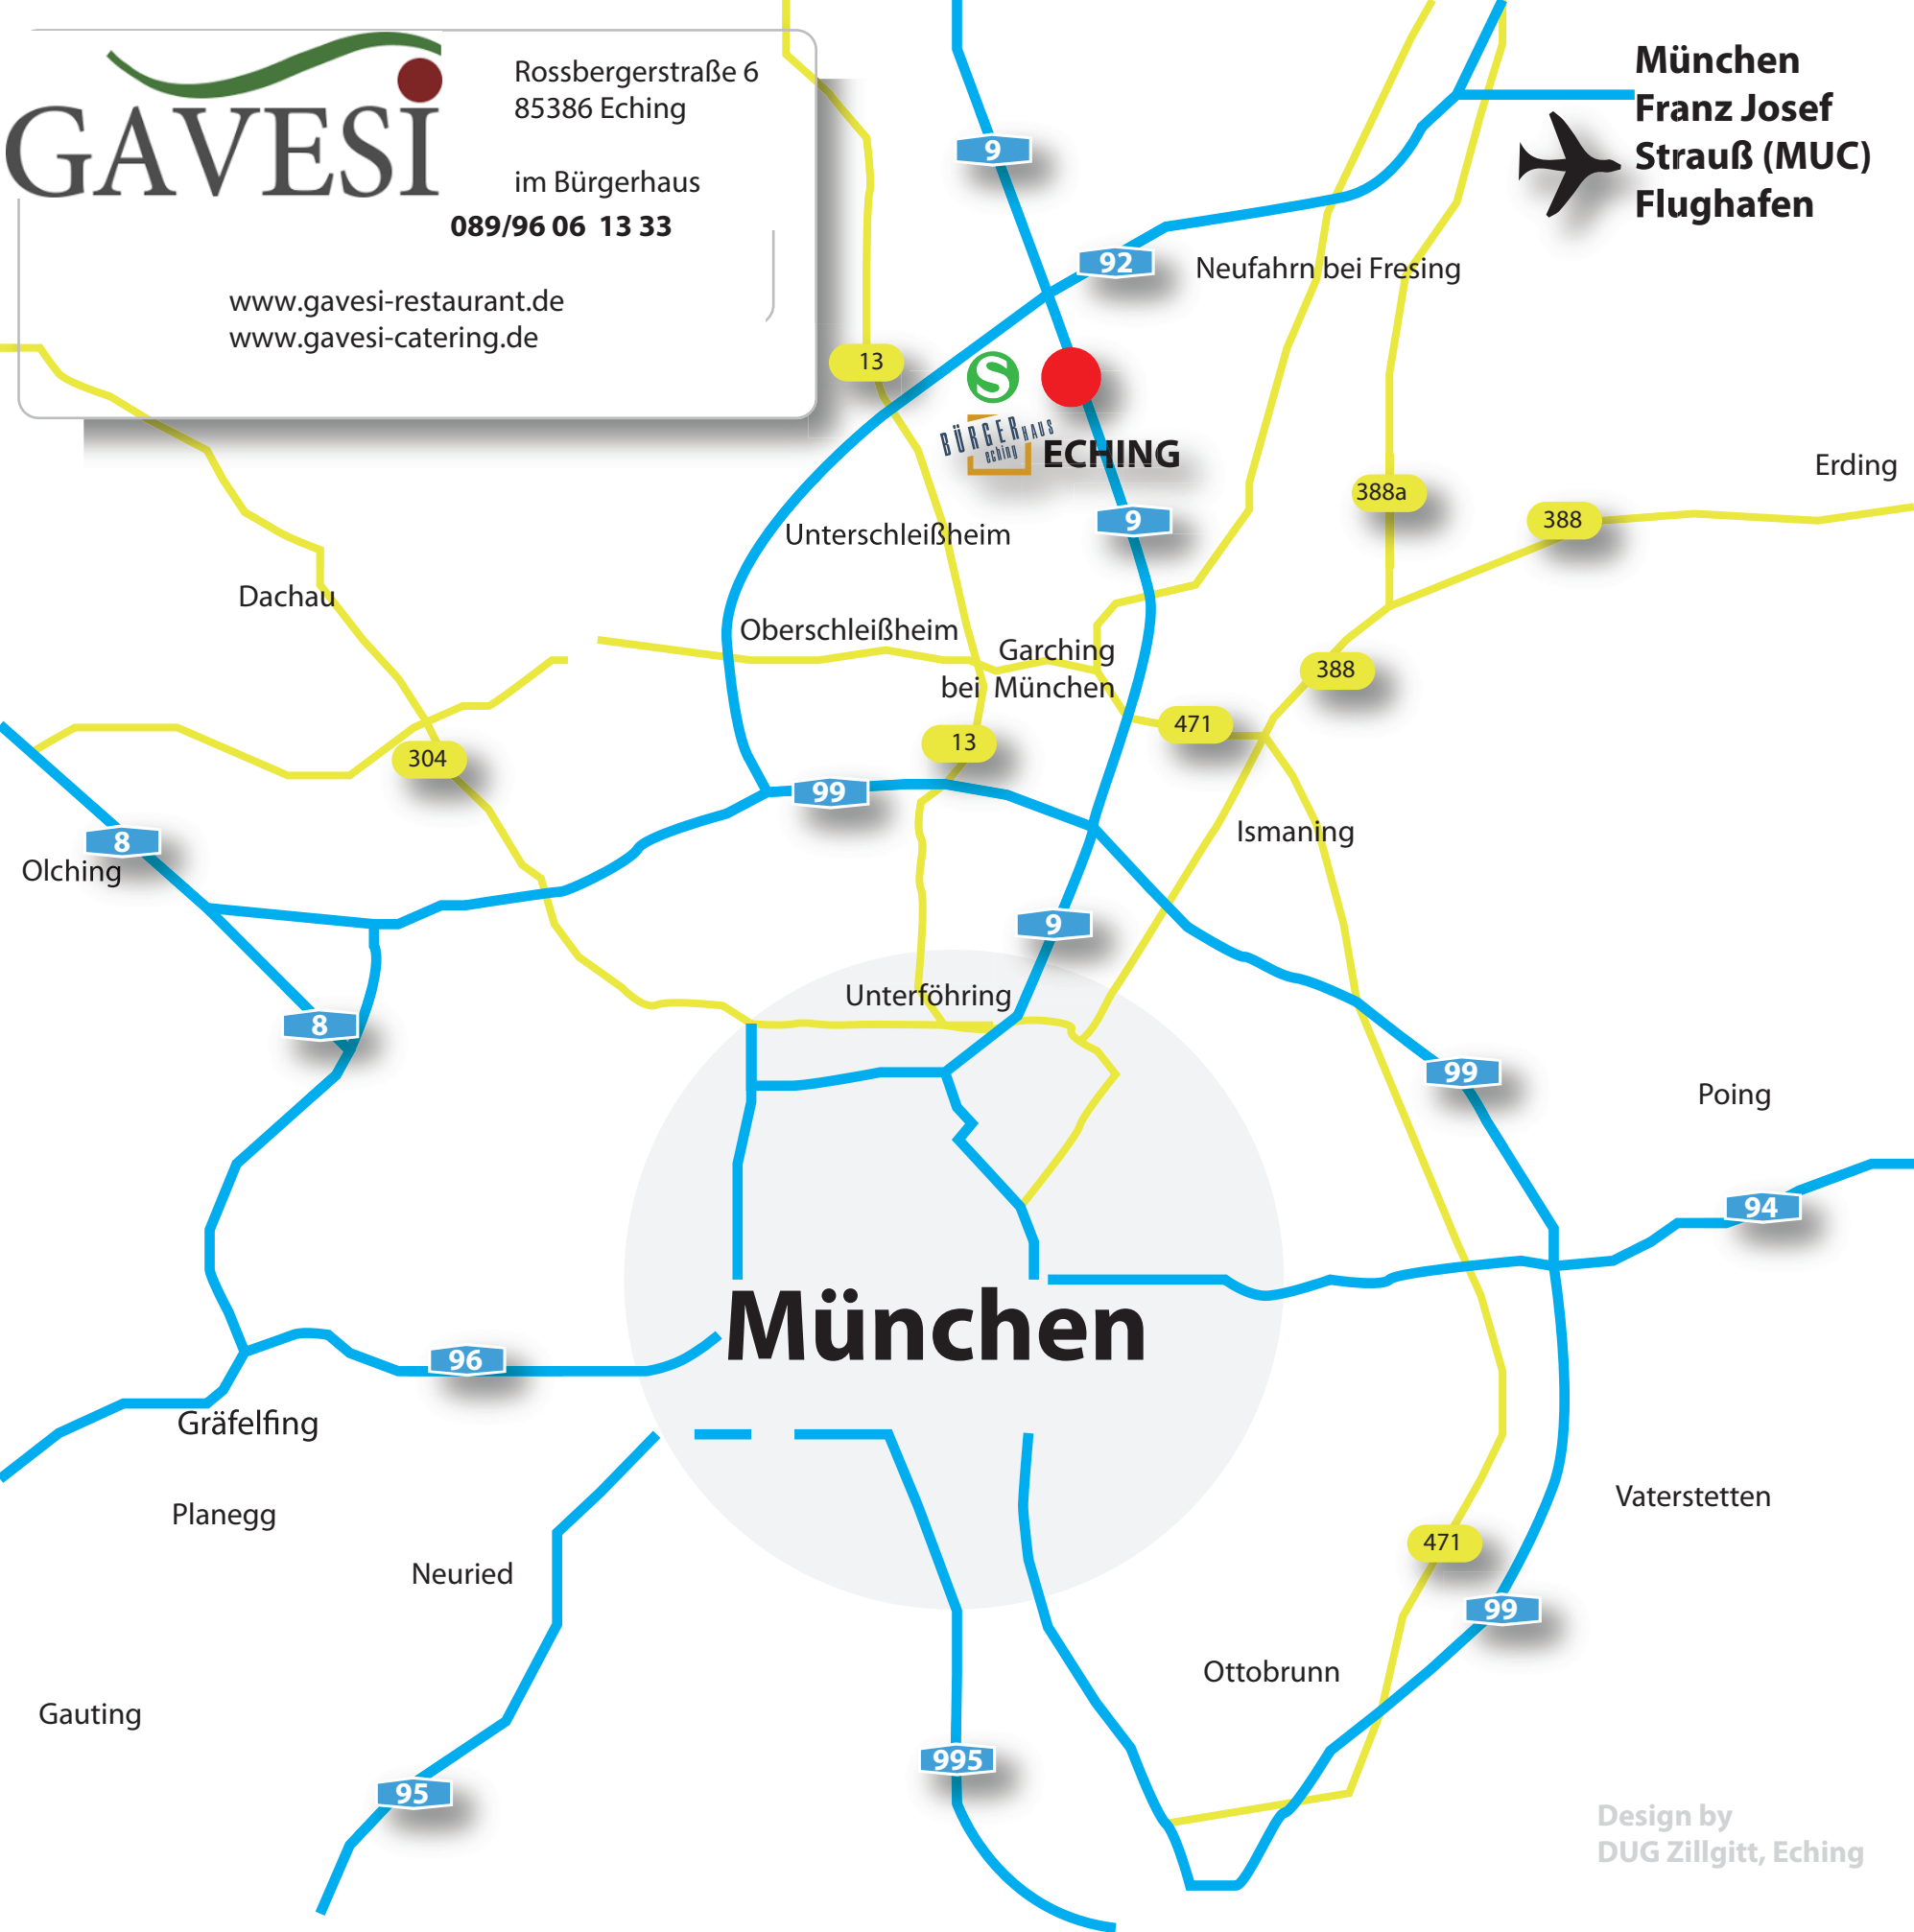 GAVESI
Rossbergerstraße 6
85386 Eching
im Bürgerhaus
089/96 06 13 33
www.gavesi-restaurant.de
www.gavesi-catering.de
München
Franz Josef
Strauß (MUC)
Flughafen
9
92
Neufahrn bei Fresing
13
S
BÜRGERHAUS
eching
ECHING
Erding
388a
388
9
Unterschleißheim
Dachau
Oberschleißheim
Garching
bei München
388
471
13
304
99
8
Olching
Ismaning
9
Unterföhring
8
99
Poing
94
München
96
Gräfelfing
Planegg
Vaterstetten
Neuried
471
99
Ottobrunn
Gauting
995
95
Design by
DUG Zillgitt, Eching